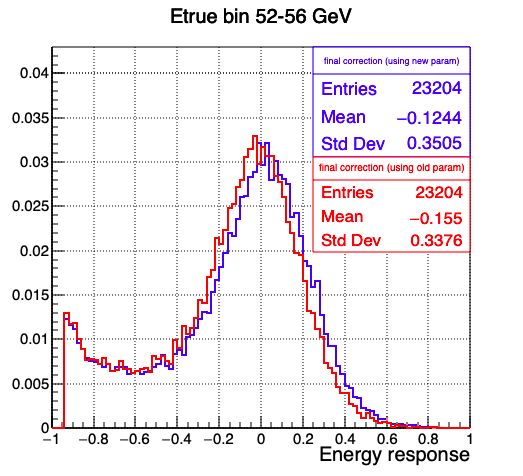 Etrue bin 52-56 GeV
final correction (using new param)
Entries 23204
Mean −0.1244
Std Dev 0.3505
final correction (using old param)
Entries 23204
Mean −0.155
Std Dev 0.3376
0.04
0.035
0.03
0.025
0.02
0.015
0.01
0.005
0
−1 −0.8 −0.6 −0.4 −0.2 0 0.2 0.4 0.6 0.8 1
Energy response